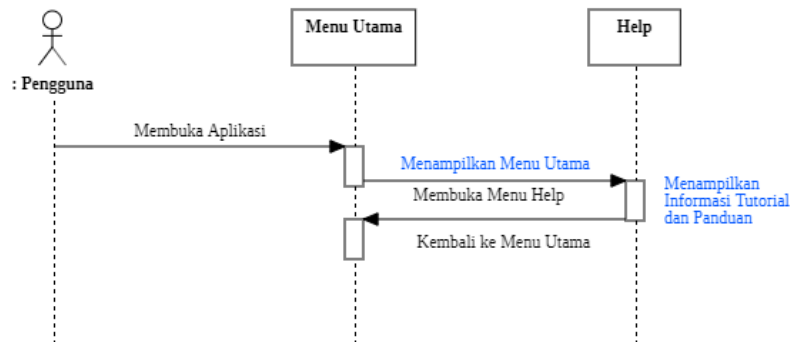 Menu Utama
Help
: Pengguna
Membuka Aplikasi
Menampilkan Menu Utama
Membuka Menu Help
Menampilkan
Informasi Tutorial
dan Panduan
Kembali ke Menu Utama